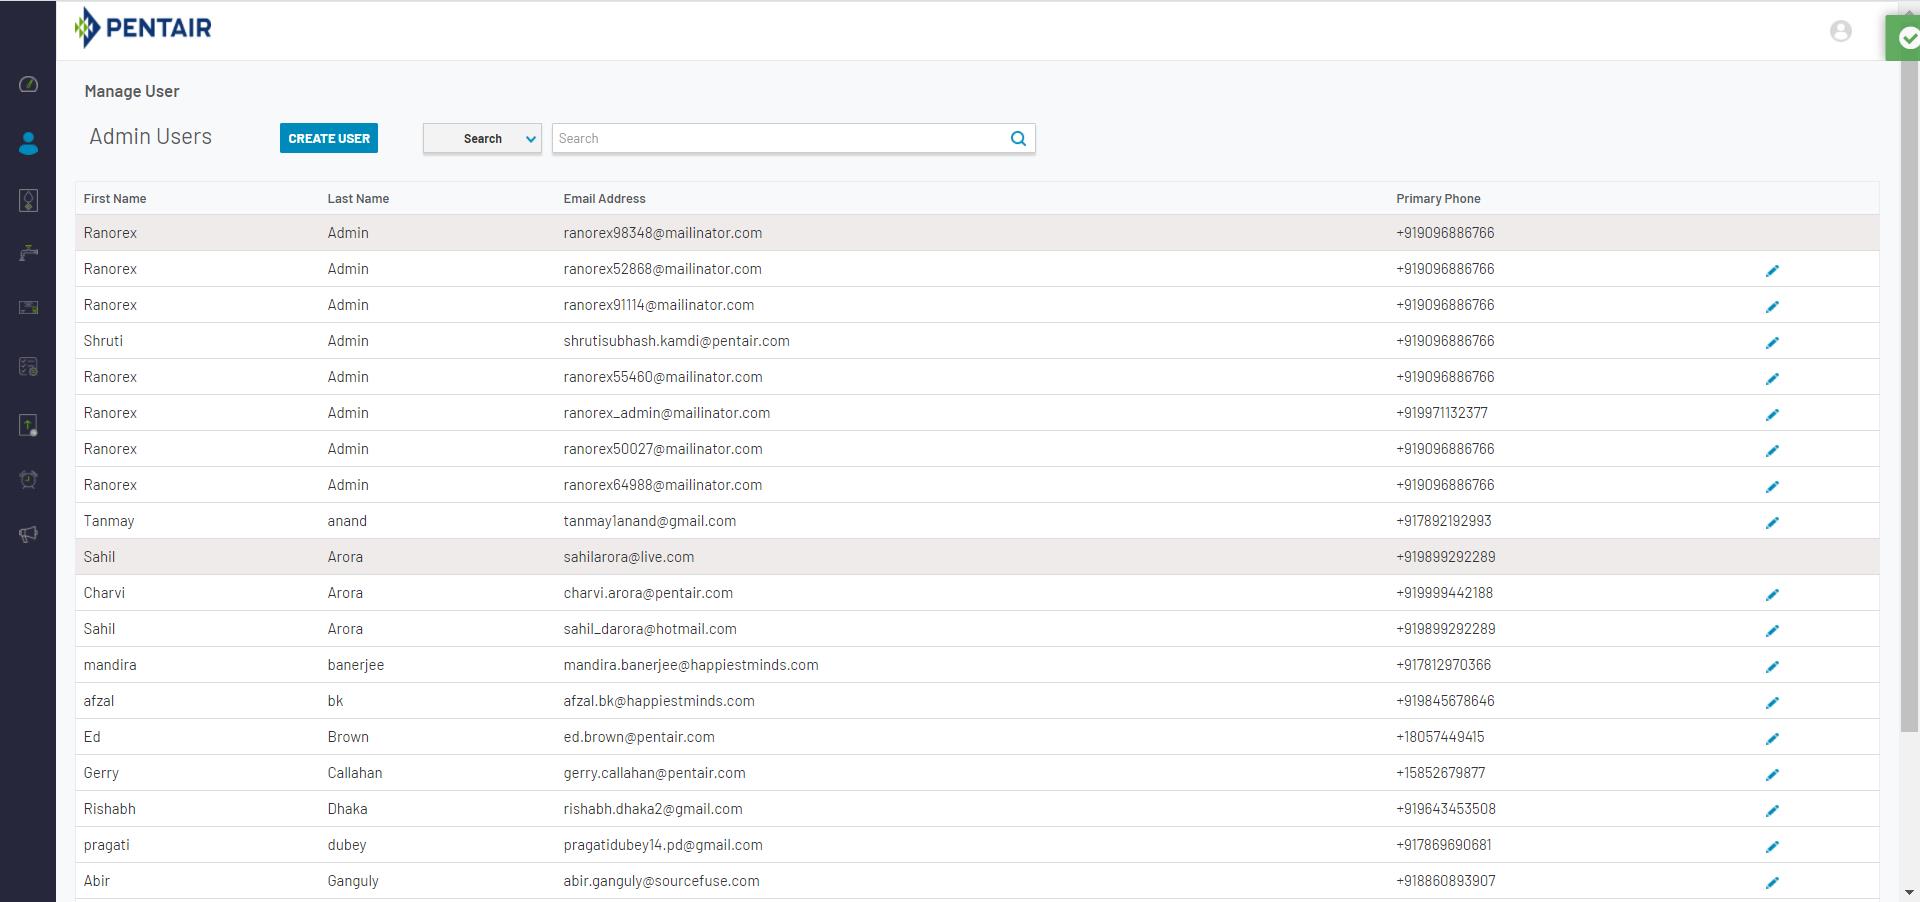 PENTAIR
Manage User
Admin Users CREATE USER Search Search
First Name Last Name Email Address Primary Phone
Ranorex Admin ranorex98348@mailinator.com +919096886766
Ranorex Admin ranorex52868@mailinator.com +919096886766
Ranorex Admin ranorex91114@mailinator.com +919096886766
Shruti Admin shrutisubhash.kamdi@pentair.com +919096886766
Ranorex Admin ranorex55460@mailinator.com +919096886766
Ranorex Admin ranorex_admin@mailinator.com +919971132377
Ranorex Admin ranorex50027@mailinator.com +919096886766
Ranorex Admin ranorex64988@mailinator.com +919096886766
Tanmay anand tanmay1anand@gmail.com +917892192993
Sahil Arora sahilarora@live.com +919899292289
Charvi Arora charvi.arora@pentair.com +919999442188
Sahil Arora sahil_darora@hotmail.com +919899292289
mandira banerjee mandira.banerjee@happiestminds.com +917812970366
afzal bk afzal.bk@happiestminds.com +919845678646
Ed Brown ed.brown@pentair.com +18057449415
Gerry Callahan gerry.callahan@pentair.com +15852679877
Rishabh Dhaka rishabh.dhaka2@gmail.com +919643453508
pragati dubey pragatidubey14.pd@gmail.com +917869690681
Abir Ganguly abir.ganguly@sourcefuse.com +918860893907